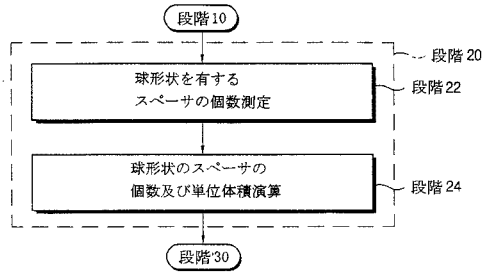 段階10
段階20
球形状を有する
スペーサの個数測定
段階22
球形状のスペーサの
個数及び単位体積演算
段階24
段階30